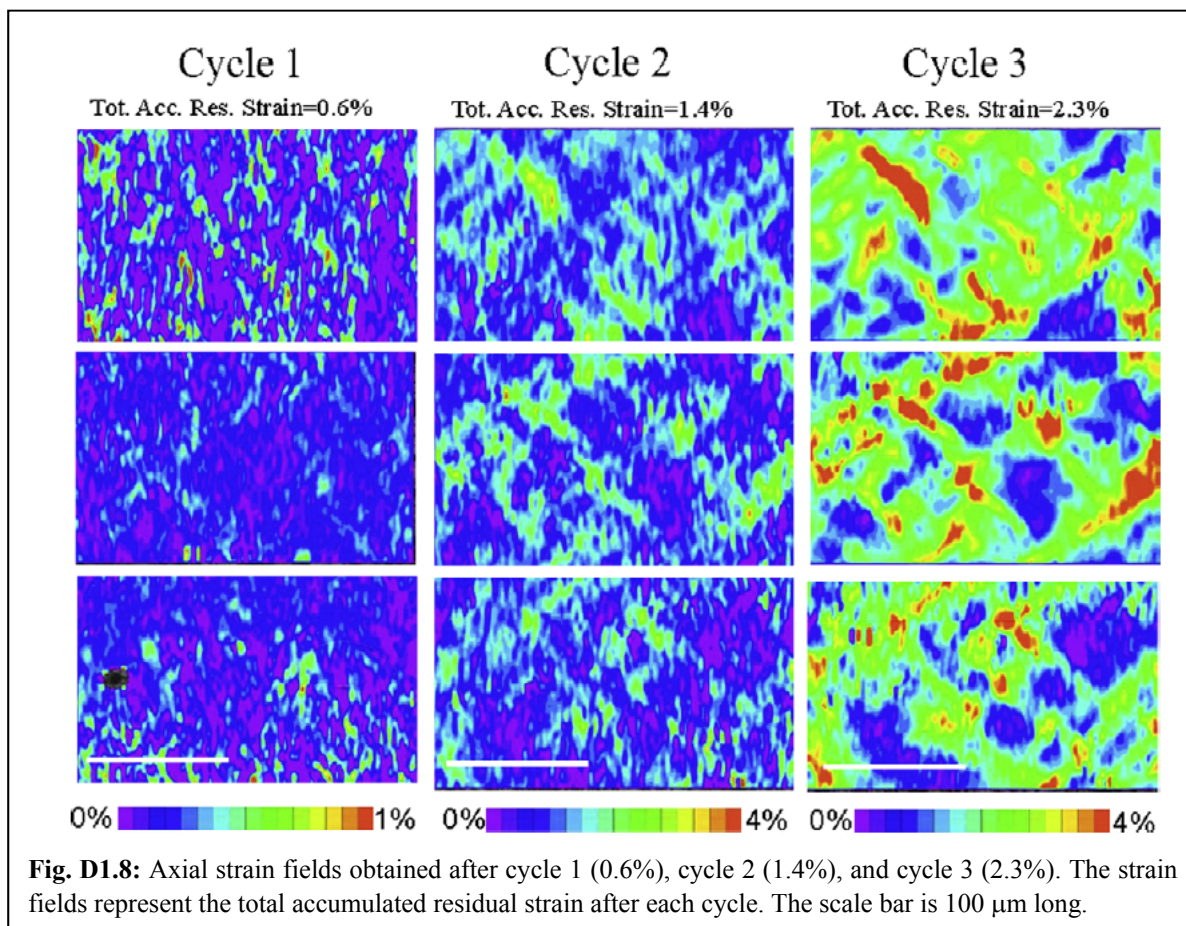 Cycle 1
Cycle 2
Cycle 3
Tot. Acc. Res. Strain=0.6%
Tot. Acc. Res. Strain=1.4%
Tot. Acc. Res. Strain=2.3%
0% 1%
0% 4%
0% 4%
Fig. D1.8: Axial strain fields obtained after cycle 1 (0.6%), cycle 2 (1.4%), and cycle 3 (2.3%). The strain
fields represent the total accumulated residual strain after each cycle. The scale bar is 100 μm long.